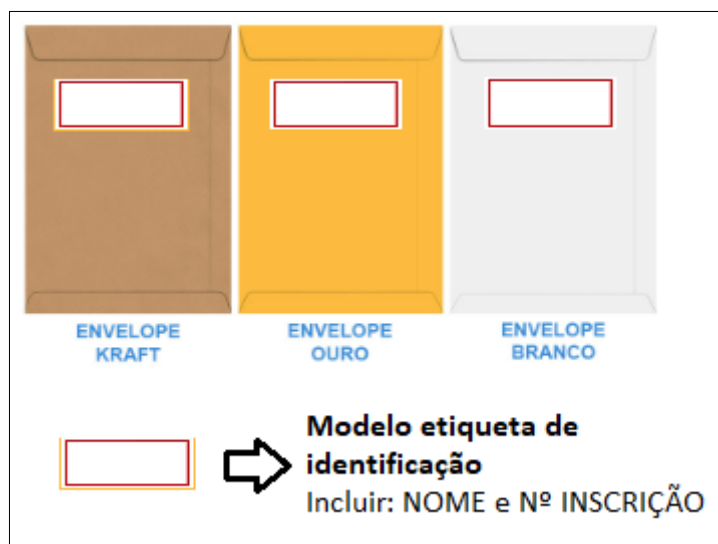 ENVELOPE
KRAFT
ENVELOPE
OURO
ENVELOPE
BRANCO
Modelo etiqueta de
identificação
Incluir: NOME e Nº INSCRIÇÃO